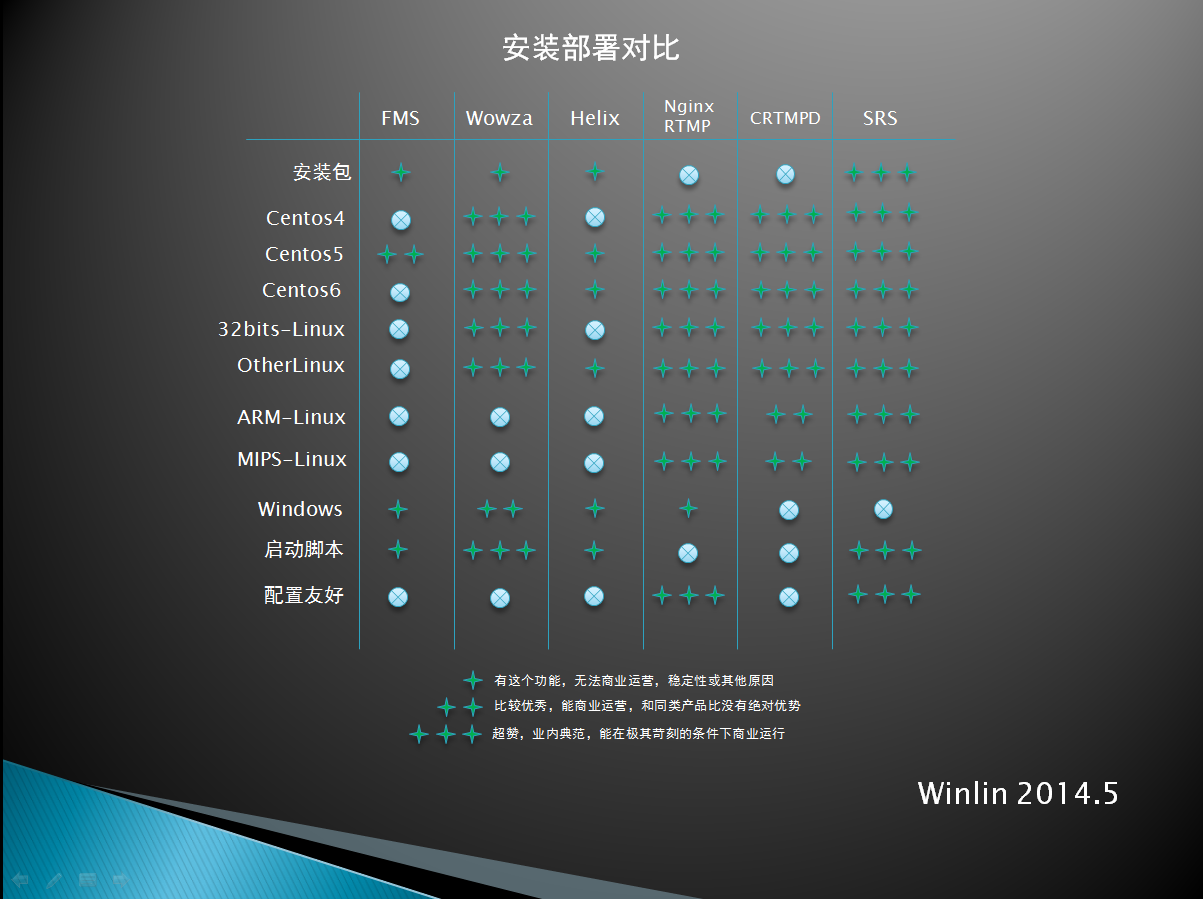 安装部署对比
FMS Wowza Helix Nginx RTMP CRTMPD SRS
安装包
Centos4
Centos5
Centos6
32bits-Linux
OtherLinux
ARM-Linux
MIPS-Linux
Windows
启动脚本
配置友好
有这个功能，无法商业运营，稳定性或其他原因
比较优秀，能商业运营，和同类产品比没有绝对优势
超赞，业内典范，能在极其苛刻的条件下商业运行
Winlin 2014.5